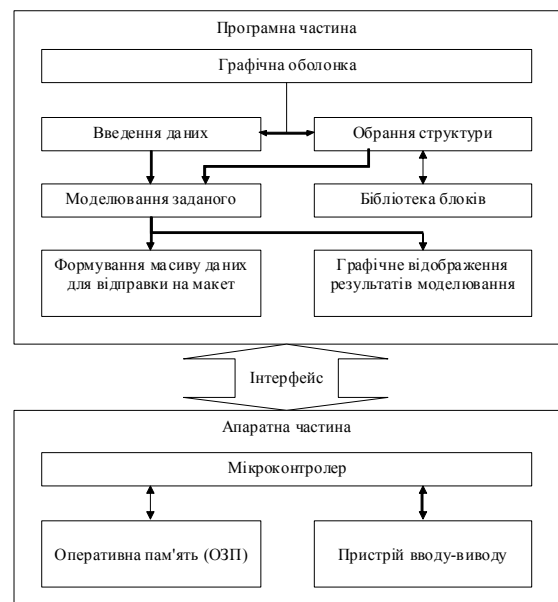 Програмна частина
Графічна оболонка
Введення даних
Обрання структури
Моделювання заданого
Бібліотека блоків
Формування масиву даних
для відправки на макет
Графічне відображення
результатів моделювання
Інтерфейс
Апаратна частина
Мікроконтролер
Оперативна пам'ять (ОЗП)
Пристрій вводу-виводу